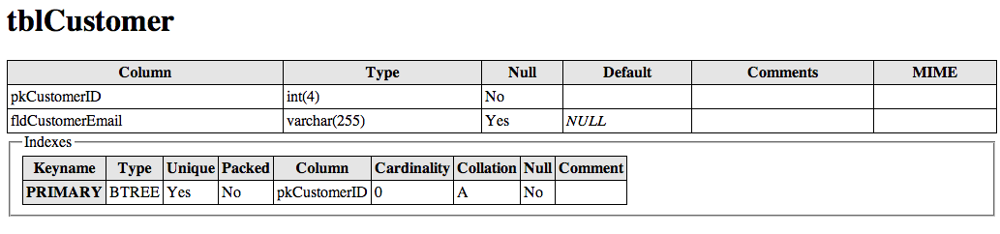 tblCustomer
Column Type Null Default Comments MIME
pkCustomerID int(4) No
fldCustomerEmail varchar(255) Yes NULL
Indexes
Keyname Type Unique Packed Column Cardinality Collation Null Comment
PRIMARY BTREE Yes No pkCustomerID 0 A No